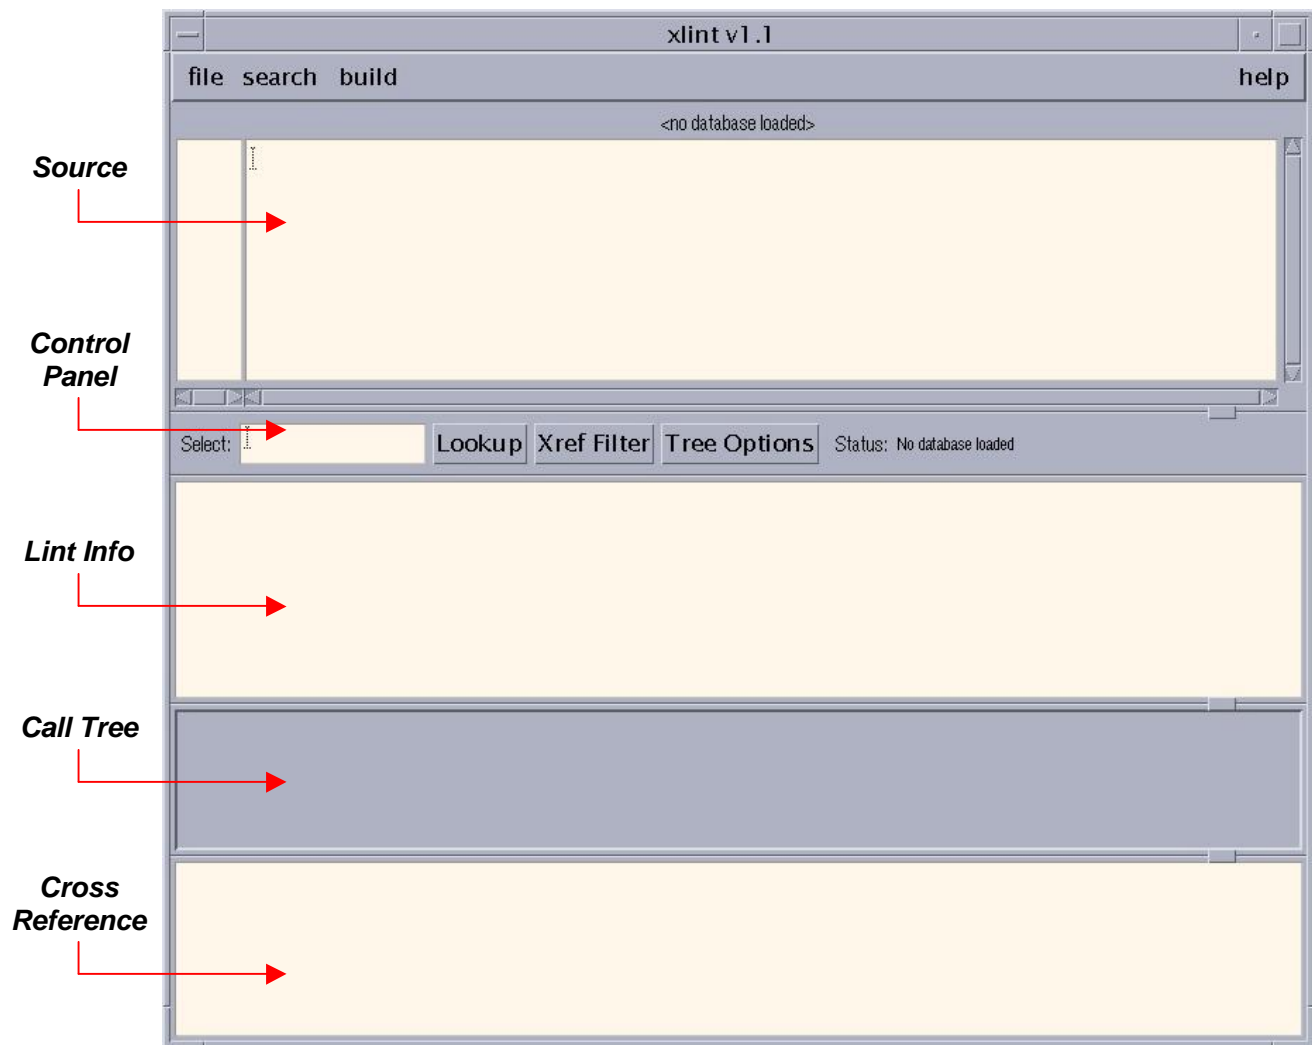 xlint v1.1
file search build help
<no database loaded>
Source
Control
Panel
Select: Lookup Xref Filter Tree Options Status: No database loaded
Lint Info
Call Tree
Cross
Reference